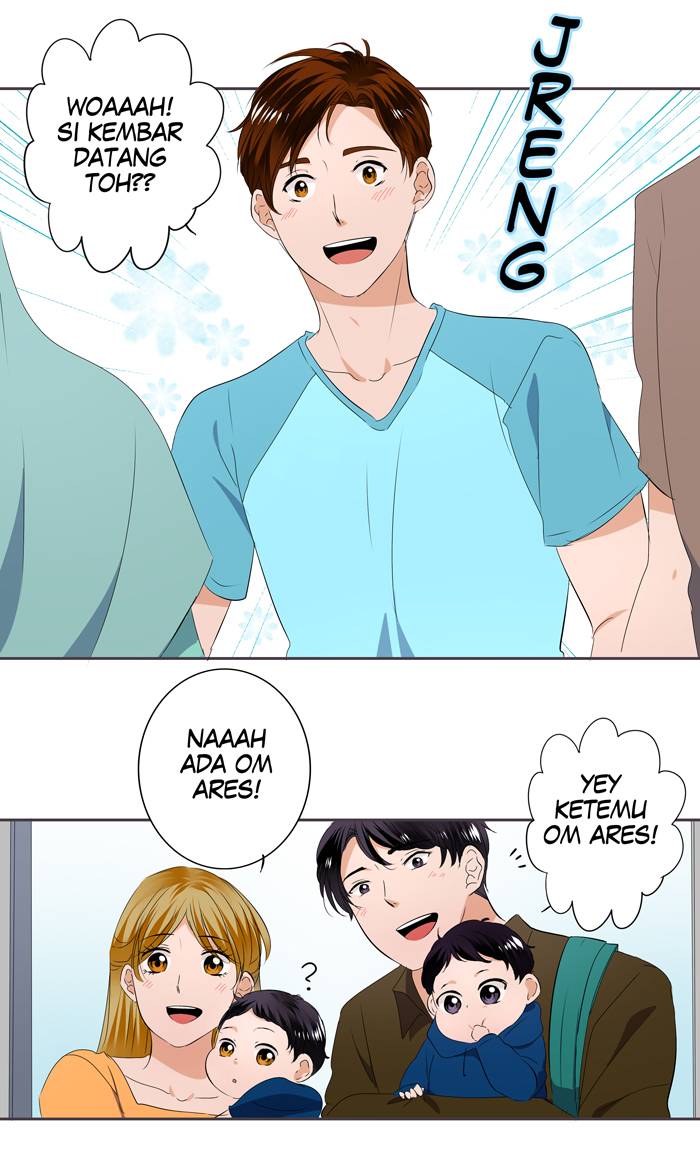 WOAAAH!
SI KEMBAR
DATANG
TOH??
JRENG
NAAAH
ADA OM
ARES!
YEY
KETEMU
OM ARES!
?